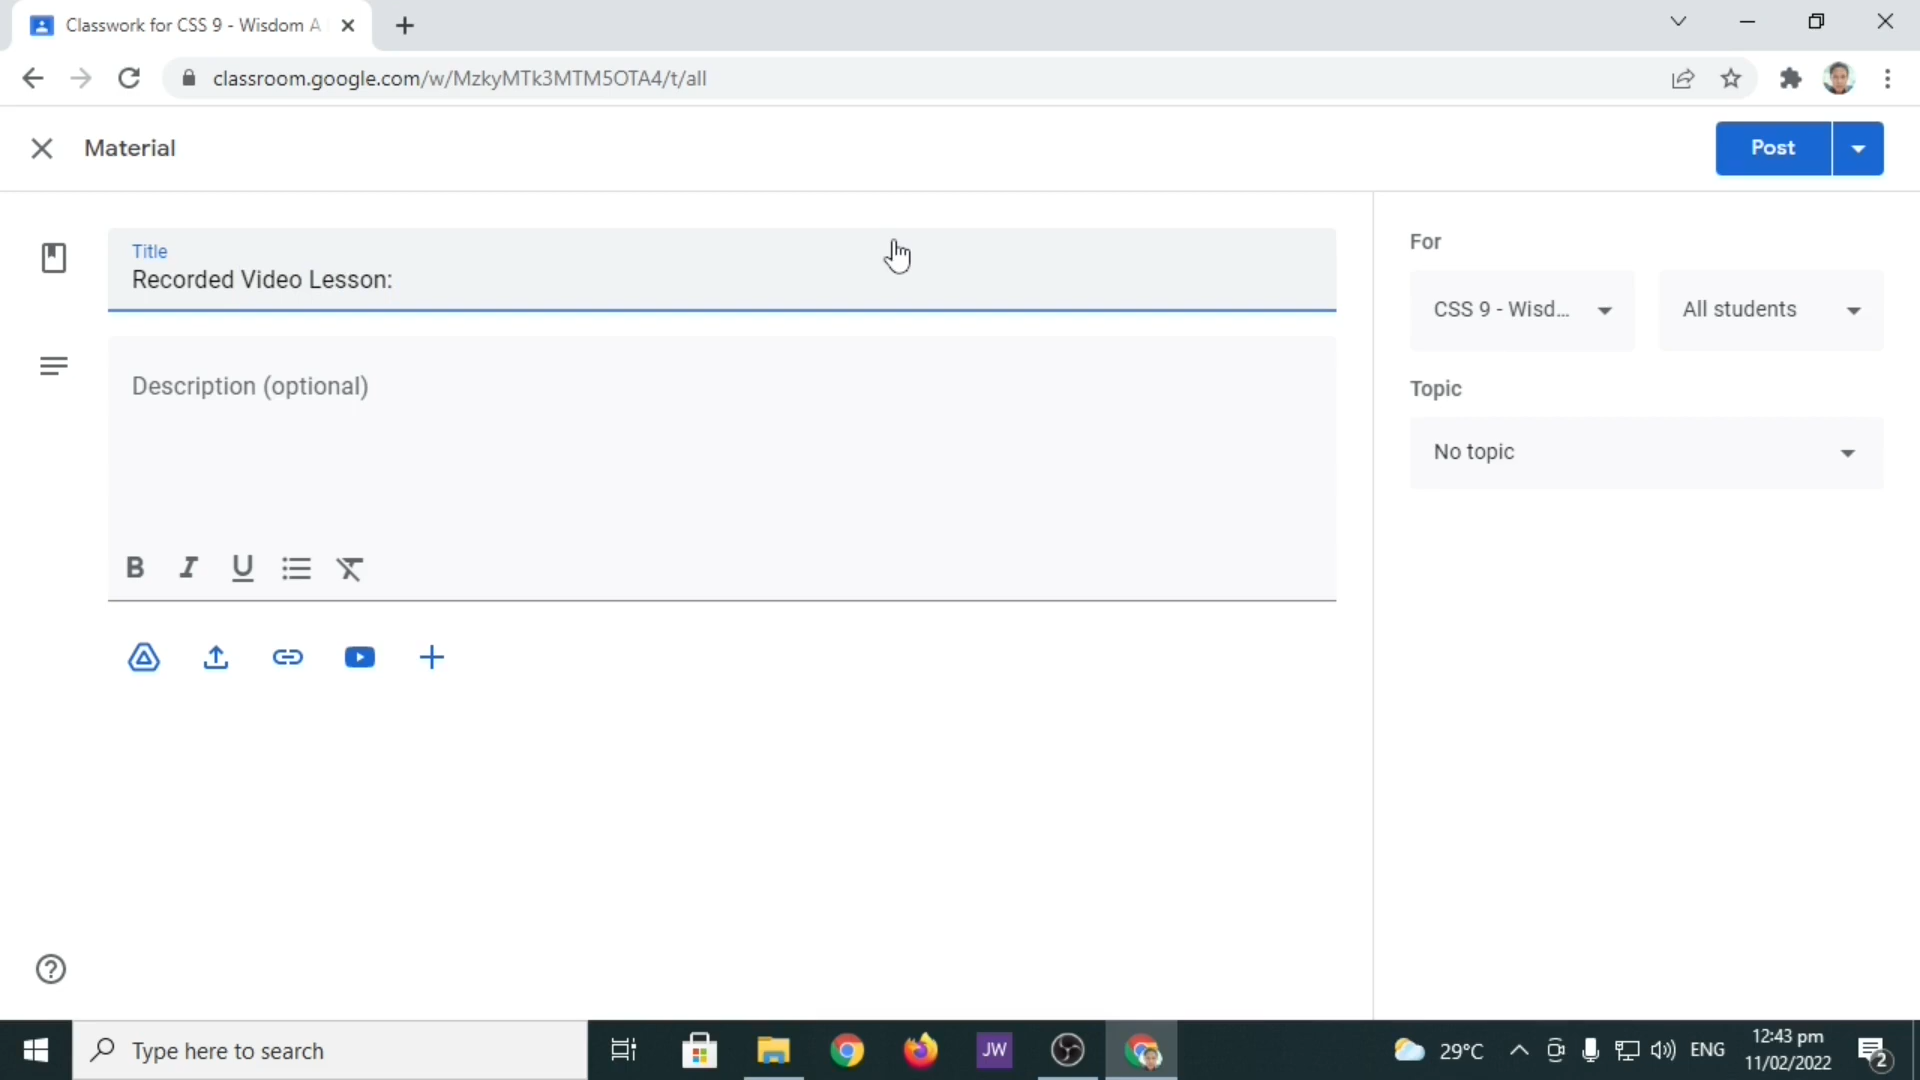 Classwork for CSS 9 - Wisdom A
classroom.google.com/w/MzkyMTk3MTM5OTA4/t/all
Material
Post
Title
Recorded Video Lesson:
For
CSS 9 - Wisd...
All students
Description (optional)
Topic
No topic
B I U
Type here to search
JW
29°C
ENG
12:43 pm
11/02/2022
2